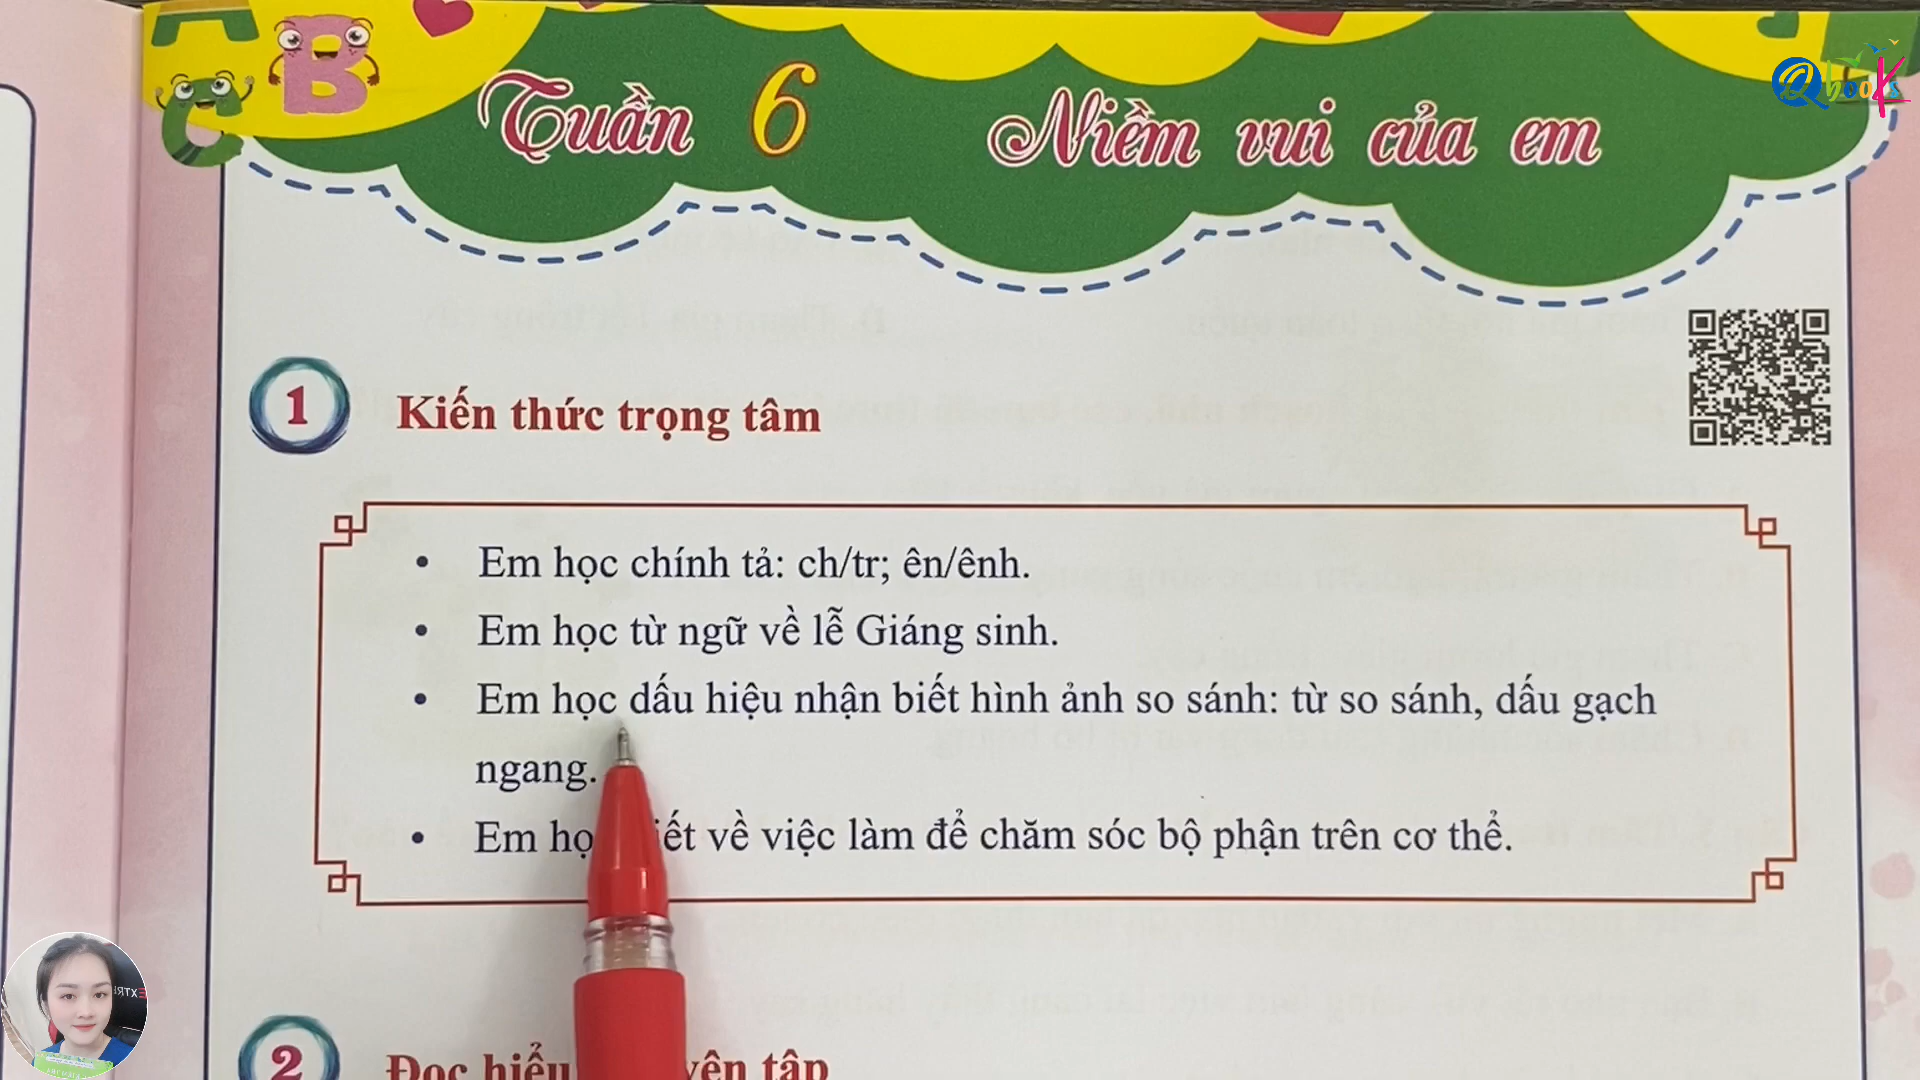 Qbooks
Tuần 6 Niềm vui của em
1 Kiến thức trọng tâm
• Em học chính tả: ch/tr; ên/ênh.
• Em học từ ngữ về lễ Giáng sinh.
• Em học dấu hiệu nhận biết hình ảnh so sánh: từ so sánh, dấu gạch
ngang.
• Em về việc làm để chăm sóc bộ phận trên cơ thể.
2 Đọc hiểu tập